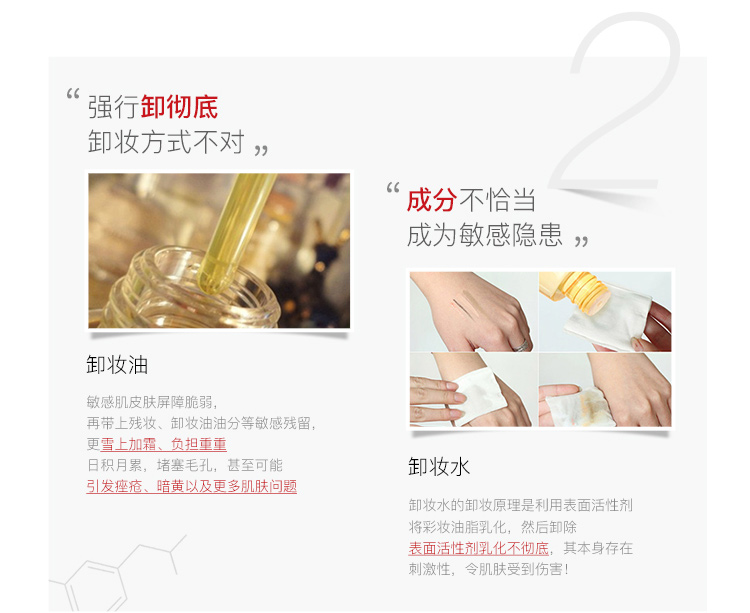 2
“强行卸彻底
卸妆方式不对”
卸妆油
敏感肌皮肤屏障脆弱，
再带上残妆、卸妆油油分等敏感残留，
更雪上加霜、负担重重
日积月累，堵塞毛孔，甚至可能
引发痤疮、暗黄以及更多肌肤问题
“成分不恰当
成为敏感隐患”
卸妆水
卸妆水的卸妆原理是利用表面活性剂
将彩妆油脂乳化，然后卸除
表面活性剂乳化不彻底，其本身存在
刺激性，令肌肤受到伤害！